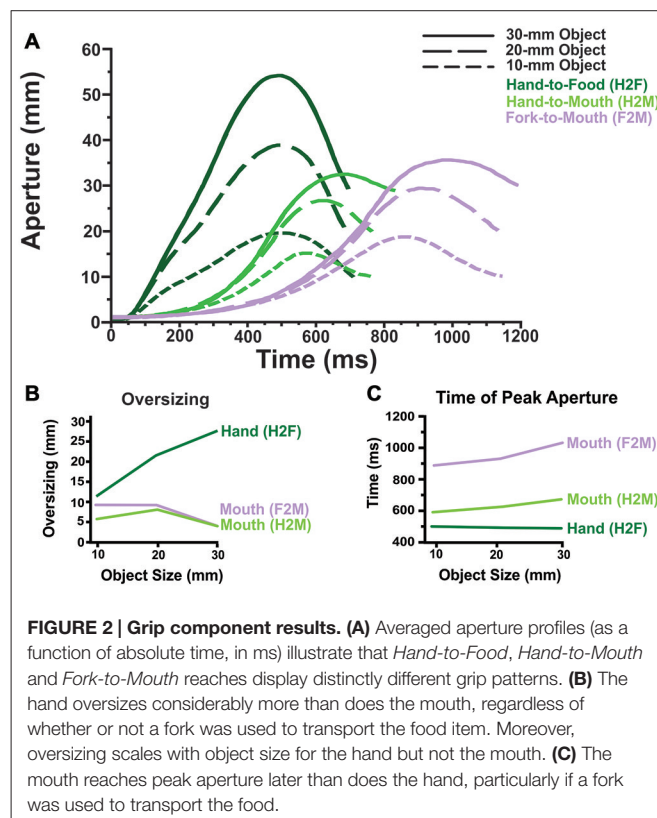 A
30-mm Object
20-mm Object
10-mm Object
Hand-to-Food (H2F)
Hand-to-Mouth (H2M)
Fork-to-Mouth (F2M)
Aperture (mm)
60
50
40
30
20
10
0
0 200 400 600 800 1000 1200
Time (ms)
B
Oversizing
Oversizing (mm)
30
25
20
15
10
5
0
Hand (H2F)
Mouth (F2M)
Mouth (H2M)
10 20 30
Object Size (mm)
C
Time of Peak Aperture
Time (ms)
1200
1000
800
600
400
Mouth (F2M)
Mouth (H2M)
Hand (H2F)
10 20 30
Object Size (mm)
FIGURE 2 | Grip component results. (A) Averaged aperture profiles (as a
function of absolute time, in ms) illustrate that Hand-to-Food, Hand-to-Mouth
and Fork-to-Mouth reaches display distinctly different grip patterns. (B) The
hand oversizes considerably more than does the mouth, regardless of
whether or not a fork was used to transport the food item. Moreover,
oversizing scales with object size for the hand but not the mouth. (C) The
mouth reaches peak aperture later than does the hand, particularly if a fork
was used to transport the food.